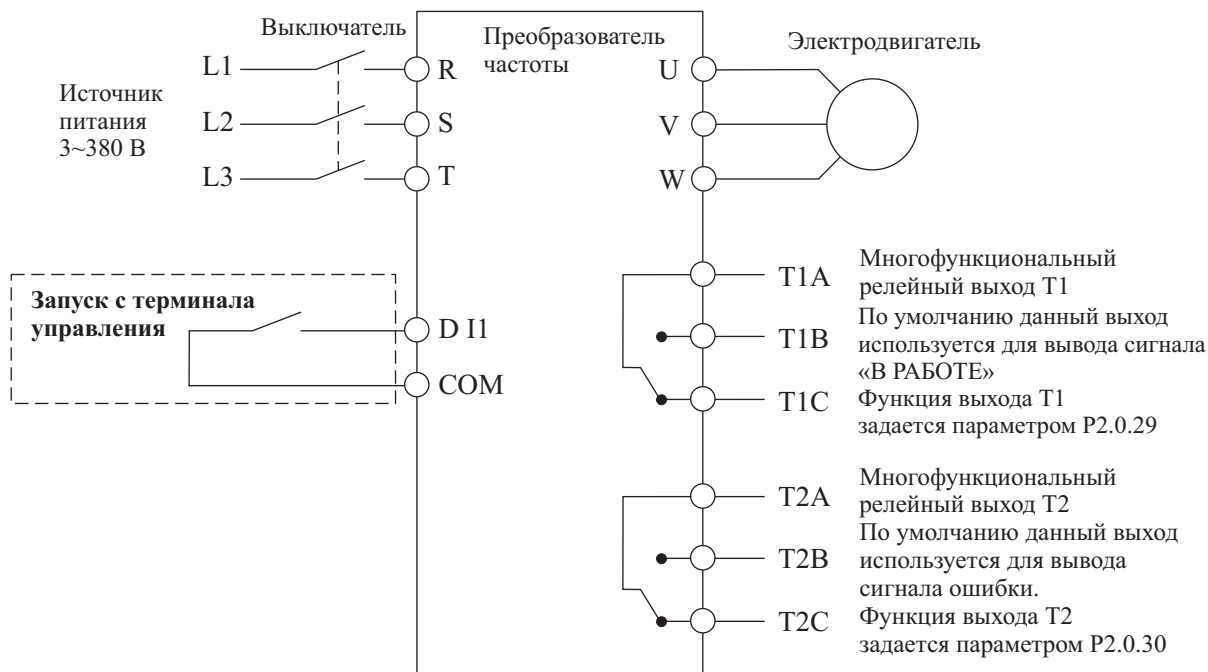 Выключатель
Преобразователь
частоты
Электродвигатель
Источник
питания
3~380 В
L1
R
U
L2
S
V
L3
T
W
Запуск с терминала
управления
D I1
COM
T1A
Многофункциональный
релейный выход T1
T1B
По умолчанию данный выход
используется для вывода сигнала
«В РАБОТЕ»
T1C
Функция выхода T1
задается параметром P2.0.29
T2A
Многофункциональный
релейный выход T2
T2B
По умолчанию данный выход
используется для вывода
сигнала ошибки.
T2C
Функция выхода T2
задается параметром P2.0.30